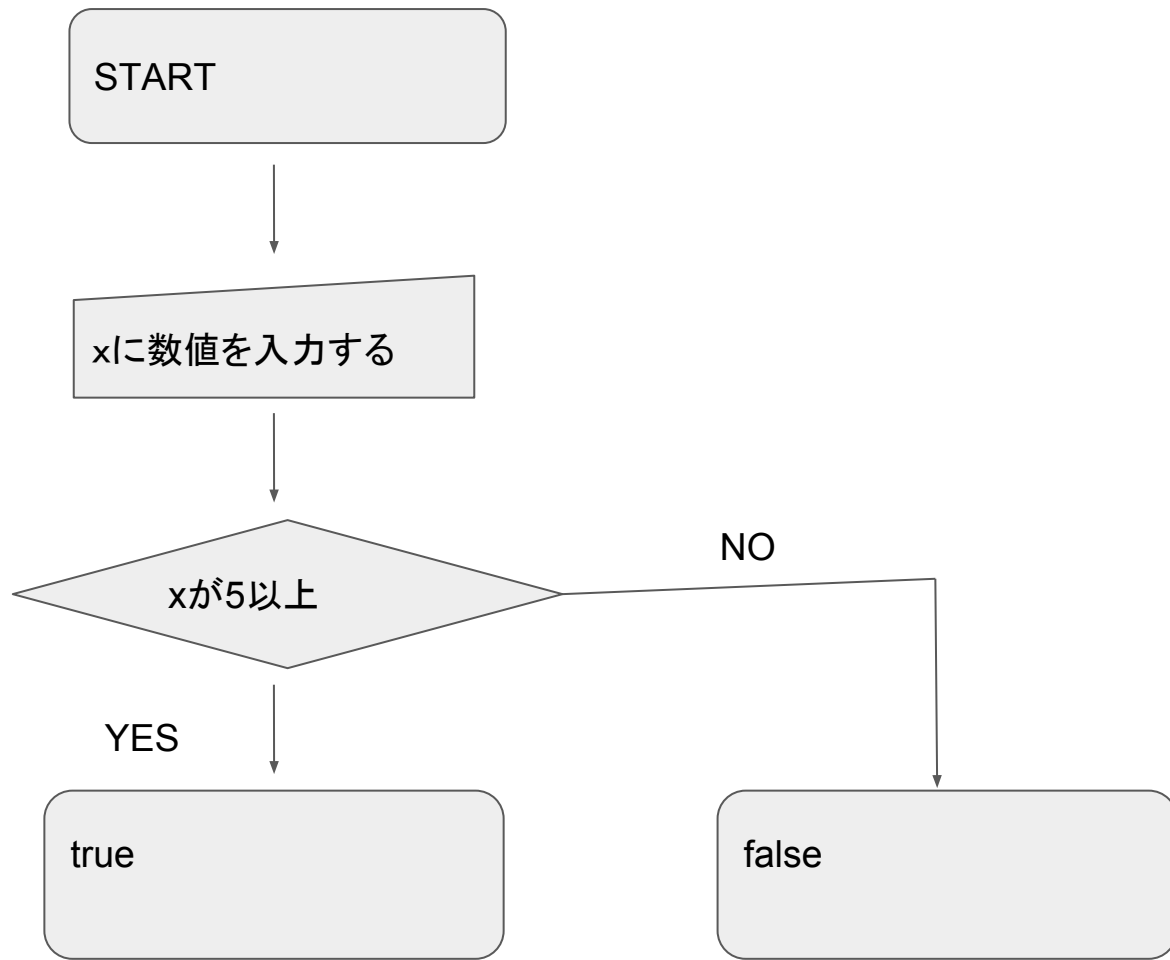 START
xに数値を入力する
xが5以上
NO
YES
true
false